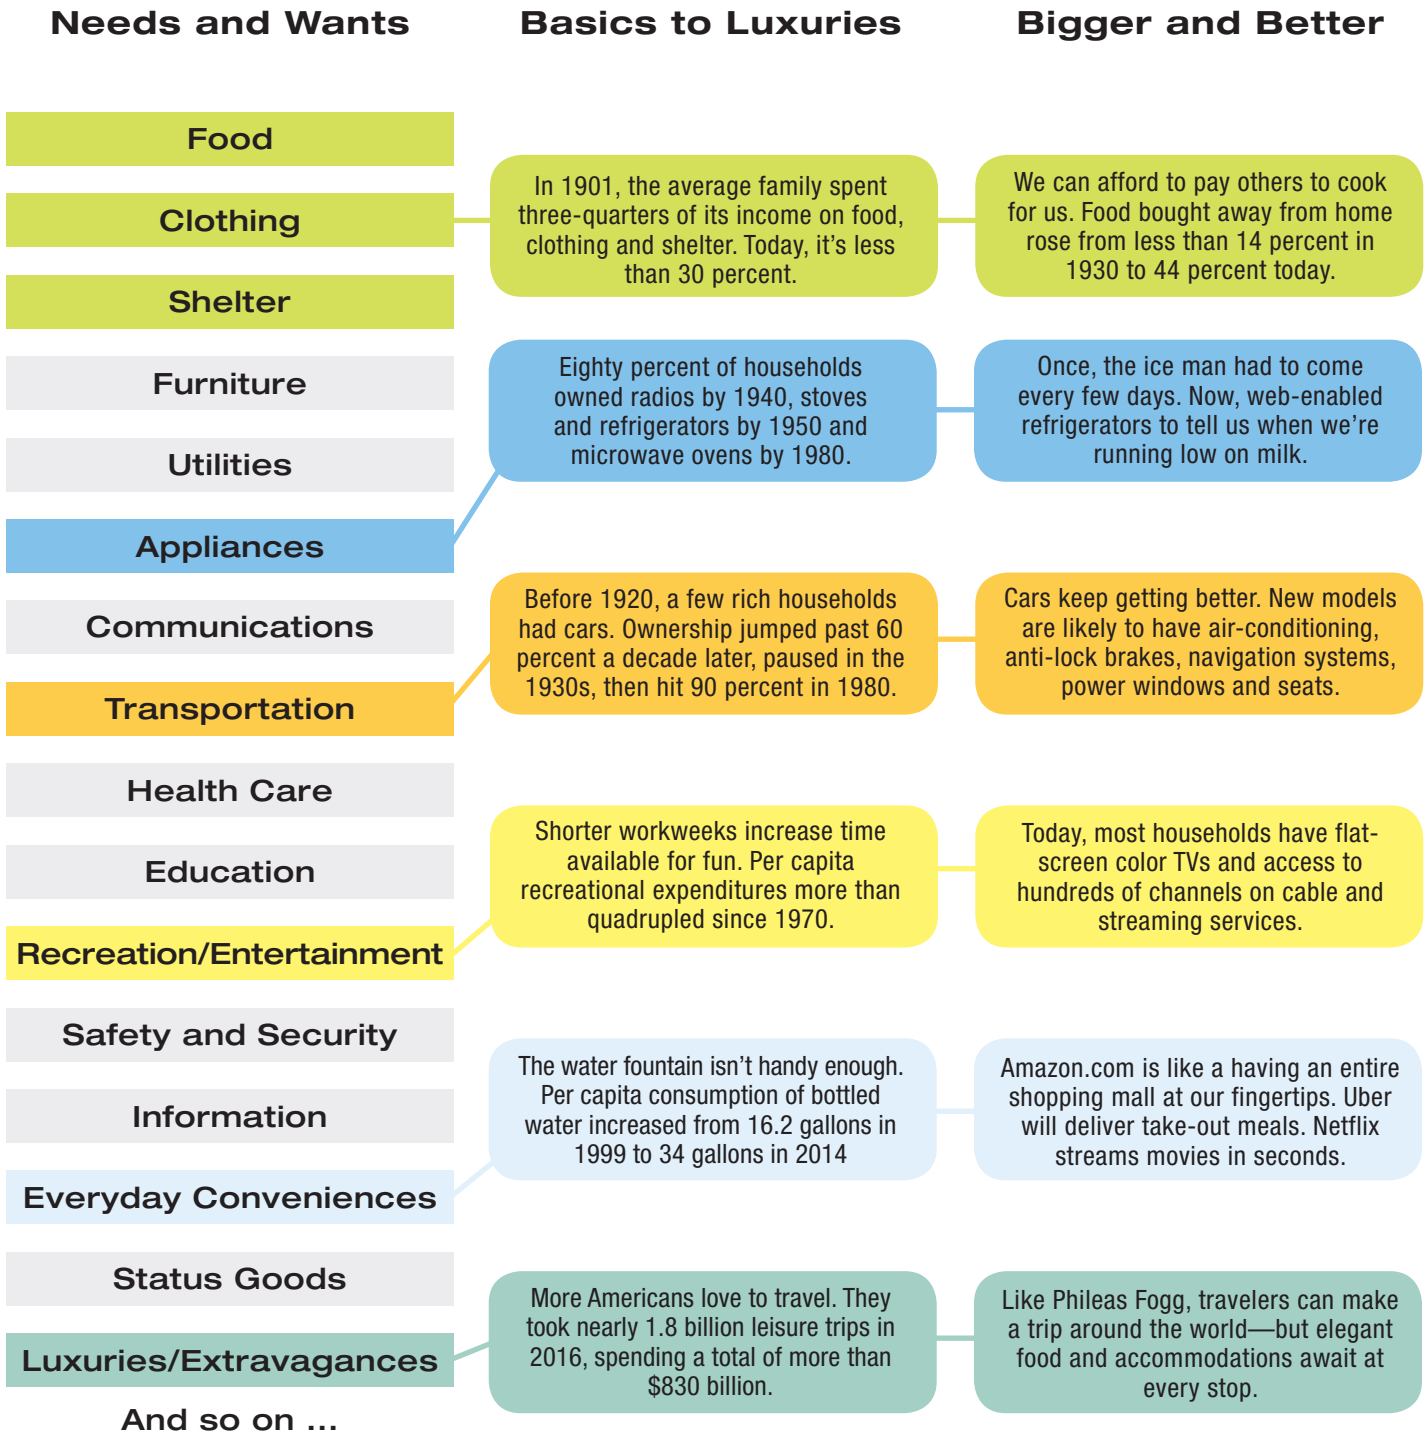 Needs and Wants
Basics to Luxuries
Bigger and Better
Food
Clothing
Shelter
Furniture
Utilities
Appliances
Communications
Transportation
Health Care
Education
Recreation/Entertainment
Safety and Security
Information
Everyday Conveniences
Status Goods
Luxuries/Extravagances
And so on ...
In 1901, the average family spent
three-quarters of its income on food,
clothing and shelter. Today, it's less
than 30 percent.
We can afford to pay others to cook
for us. Food bought away from home
rose from less than 14 percent in
1930 to 44 percent today.
Eighty percent of households
owned radios by 1940, stoves
and refrigerators by 1950 and
microwave ovens by 1980.
Once, the ice man had to come
every few days. Now, web-enabled
refrigerators to tell us when we're
running low on milk.
Before 1920, a few rich households
had cars. Ownership jumped past 60
percent a decade later, paused in the
1930s, then hit 90 percent in 1980.
Cars keep getting better. New models
are likely to have air-conditioning,
anti-lock brakes, navigation systems,
power windows and seats.
Shorter workweeks increase time
available for fun. Per capita
recreational expenditures more than
quadrupled since 1970.
Today, most households have flat-
screen color TVs and access to
hundreds of channels on cable and
streaming services.
The water fountain isn't handy enough.
Per capita consumption of bottled
water increased from 16.2 gallons in
1999 to 34 gallons in 2014
Amazon.com is like a having an entire
shopping mall at our fingertips. Uber
will deliver take-out meals. Netflix
streams movies in seconds.
More Americans love to travel. They
took nearly 1.8 billion leisure trips in
2016, spending a total of more than
$830 billion.
Like Phileas Fogg, travelers can make
a trip around the world—but elegant
food and accommodations await at
every stop.